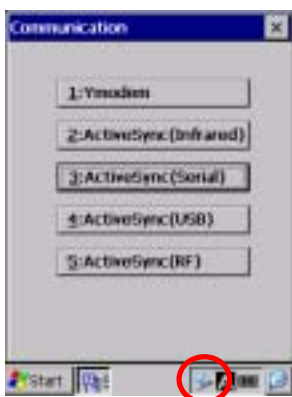 Communication
1:Ymodem
2:ActiveSync(Infrared)
3:ActiveSync(Serial)
4:ActiveSync(USB)
5:ActiveSync(RF)
Start